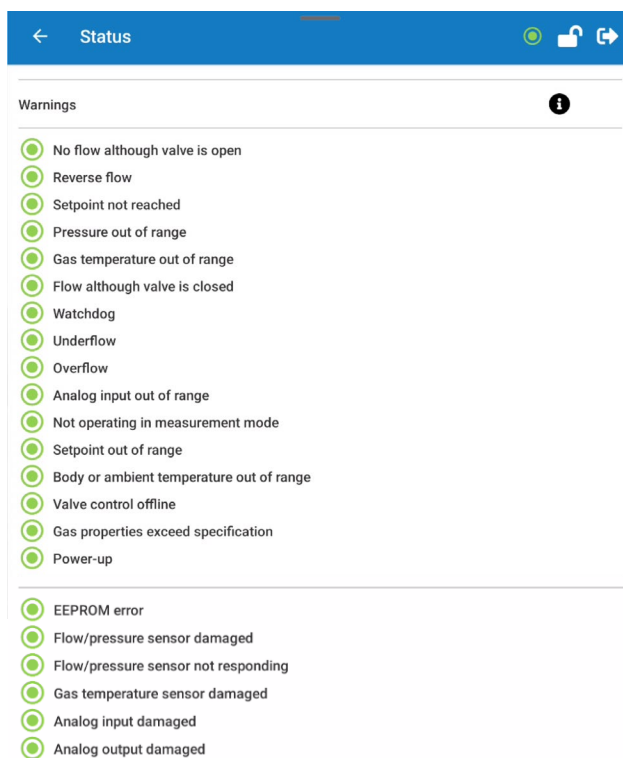 Status
Warnings
No flow although valve is open
Reverse flow
Setpoint not reached
Pressure out of range
Gas temperature out of range
Flow although valve is closed
Watchdog
Underflow
Overflow
Analog input out of range
Not operating in measurement mode
Setpoint out of range
Body or ambient temperature out of range
Valve control offline
Gas properties exceed specification
Power-up
EEPROM error
Flow/pressure sensor damaged
Flow/pressure sensor not responding
Gas temperature sensor damaged
Analog input damaged
Analog output damaged